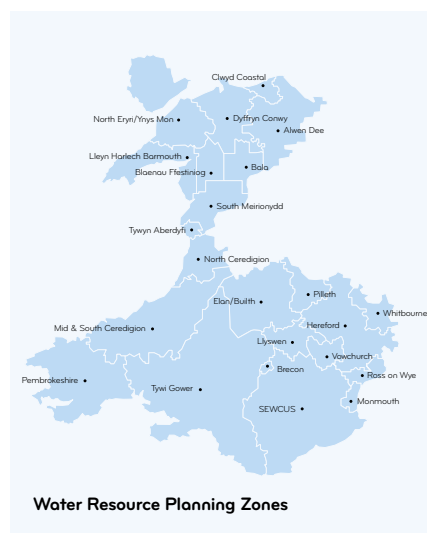 Clwyd Coastal
North Eryri/Ynys Mon
Dyffryn Conwy
Alwen Dee
Lleyn Harlech Barmouth
Blaenau Ffestiniog
Bala
South Meirionydd
Tywyn Aberdyfi
North Ceredigion
Elan/Builth
Pilleth
Whitbourne
Mid & South Ceredigion
Hereford
Llyswen
Vowchurch
Brecon
Ross on Wye
Pembrokeshire
Tywi Gower
SEWCUS
Monmouth
Water Resource Planning Zones